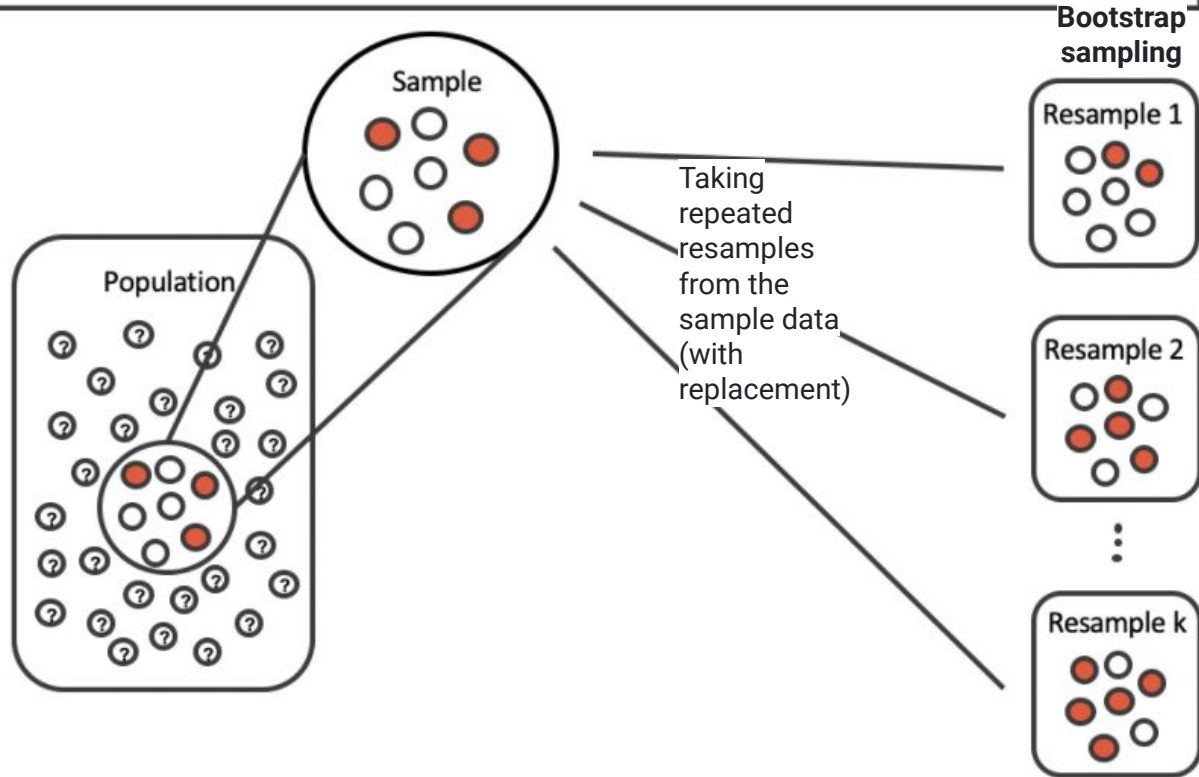 Bootstrap
sampling
Sample
Resample 1
Taking
repeated
resamples
from the
sample data
(with
replacement)
Population
? ? ? ?
? ?
? ?
? ? ? ?
?
?
?
?
? ?
?
? ? ?
?
? ? ?
? ?
Resample 2
Resample k